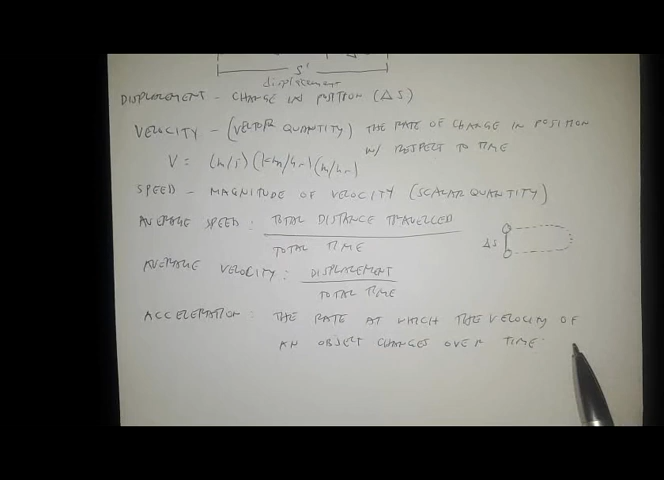 S'
displacement
DISPLACEMENT - CHANGE IN POSITION (Δ S)
VELOCITY - (VECTOR QUANTITY) THE RATE OF CHANGE IN POSITION
W/ RESPECT TO TIME
V = (m/s) (km/hr) (m/hr)
SPEED - MAGNITUDE OF VELOCITY (SCALAR QUANTITY)
AVERAGE SPEED : TOTAL DISTANCE TRAVELLED
TOTAL TIME
Δ S
AVERAGE VELOCITY : DISPLACEMENT
TOTAL TIME
ACCELERATION : THE RATE AT WHICH THE VELOCITY OF
AN OBJECT CHANGES OVER TIME.